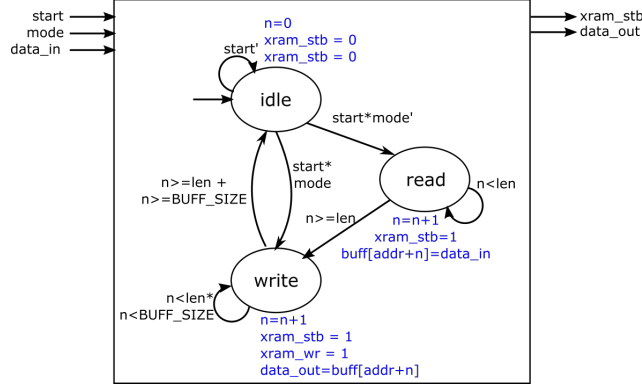 start
mode
data_in
xram_stb
data_out
n=0
xram_stb = 0
xram_stb = 0
start'
idle
start*mode'
start*
mode
n>=len +
n>=BUFF_SIZE
read
n<len
n>=len
n=n+1
xram_stb=1
buff[addr+n]=data_in
write
n<len*
n<BUFF_SIZE
n=n+1
xram_stb = 1
xram_wr = 1
data_out=buff[addr+n]